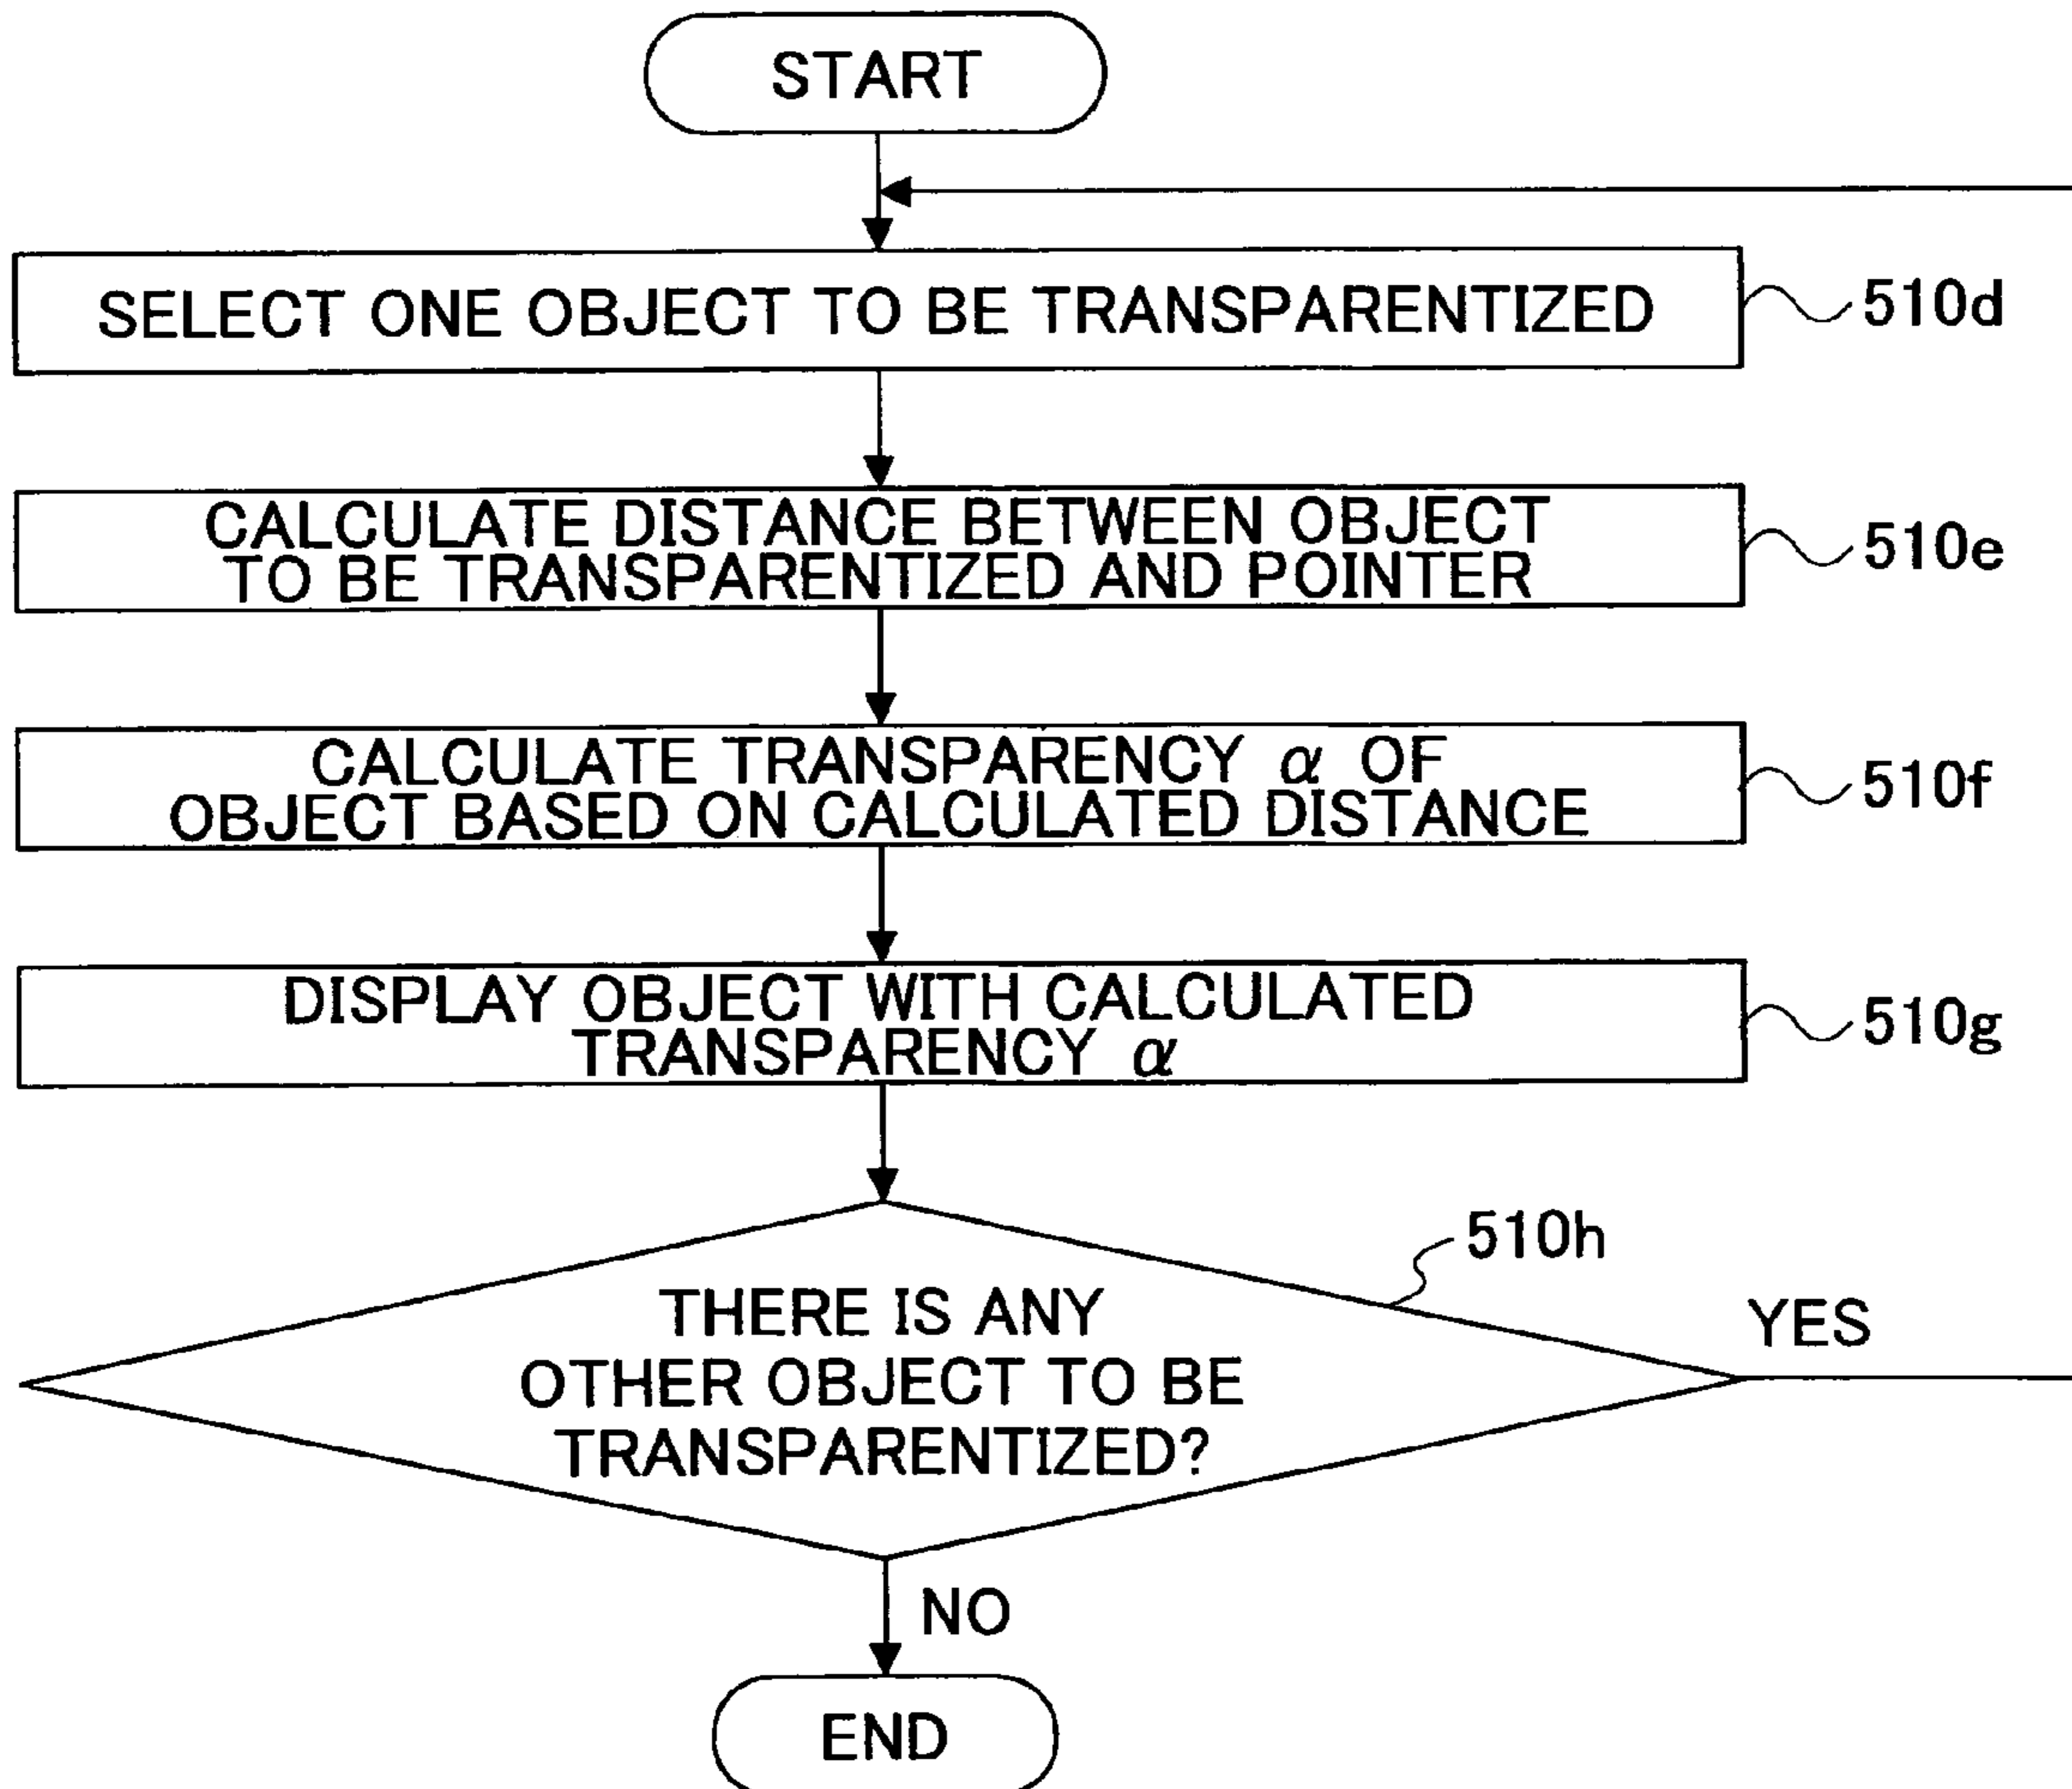 START
SELECT ONE OBJECT TO BE TRANSPARENTIZED
510d
CALCULATE DISTANCE BETWEEN OBJECT
TO BE TRANSPARENTIZED AND POINTER
510e
CALCULATE TRANSPARENCY α OF
OBJECT BASED ON CALCULATED DISTANCE
510f
DISPLAY OBJECT WITH CALCULATED
TRANSPARENCY α
510g
510h
THERE IS ANY
OTHER OBJECT TO BE
TRANSPARENTIZED?
YES
NO
END